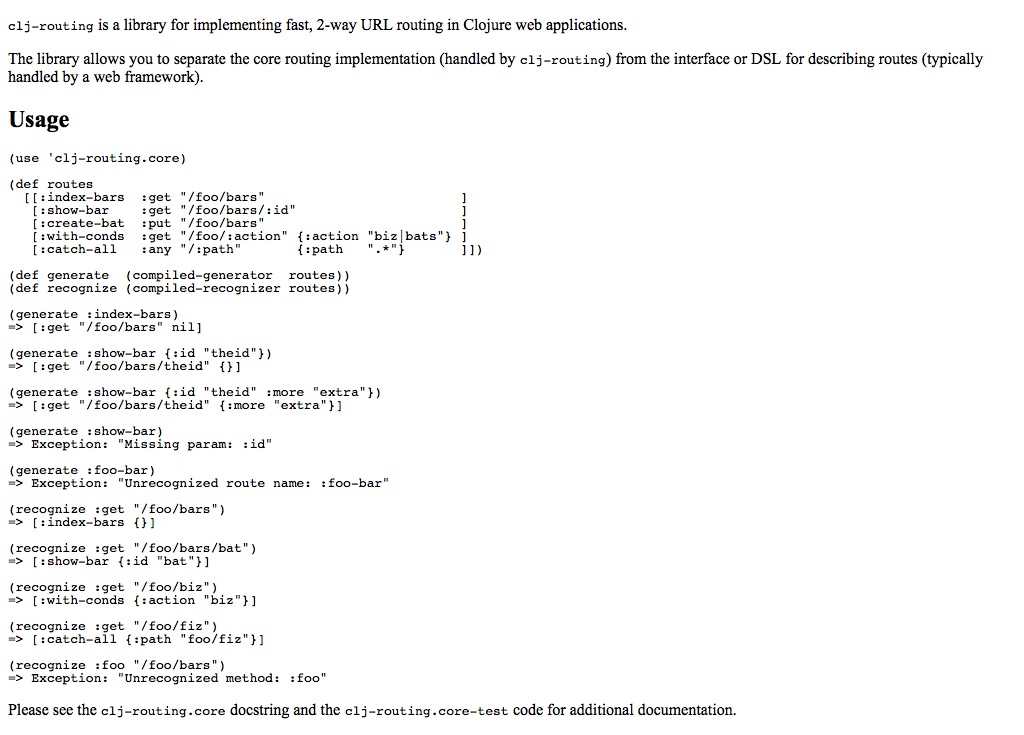 clj-routing is a library for implementing fast, 2-way URL routing in Clojure web applications.
The library allows you to separate the core routing implementation (handled by clj-routing) from the interface or DSL for describing routes (typically
handled by a web framework).
Usage
(use 'clj-routing.core)
(def routes
  [[:index-bars  :get "/foo/bars"                         ]
   [:show-bar    :get "/foo/bars/:id"                     ]
   [:create-bat  :put "/foo/bars"                         ]
   [:with-conds  :get "/foo/:action" {:action "biz|bats"} ]
   [:catch-all   :any "/:path"       {:path   ".*"}       ]])
(def generate  (compiled-generator  routes))
(def recognize (compiled-recognizer routes))
(generate :index-bars)
=> [:get "/foo/bars" nil]
(generate :show-bar {:id "theid"})
=> [:get "/foo/bars/theid" {}]
(generate :show-bar {:id "theid" :more "extra"})
=> [:get "/foo/bars/theid" {:more "extra"}]
(generate :show-bar)
=> Exception: "Missing param: :id"
(generate :foo-bar)
=> Exception: "Unrecognized route name: :foo-bar"
(recognize :get "/foo/bars")
=> [:index-bars {}]
(recognize :get "/foo/bars/bat")
=> [:show-bar {:id "bat"}]
(recognize :get "/foo/biz")
=> [:with-conds {:action "biz"}]
(recognize :get "/foo/fiz")
=> [:catch-all {:path "foo/fiz"}]
(recognize :foo "/foo/bars")
=> Exception: "Unrecognized method: :foo"
Please see the clj-routing.core docstring and the clj-routing.core-test code for additional documentation.